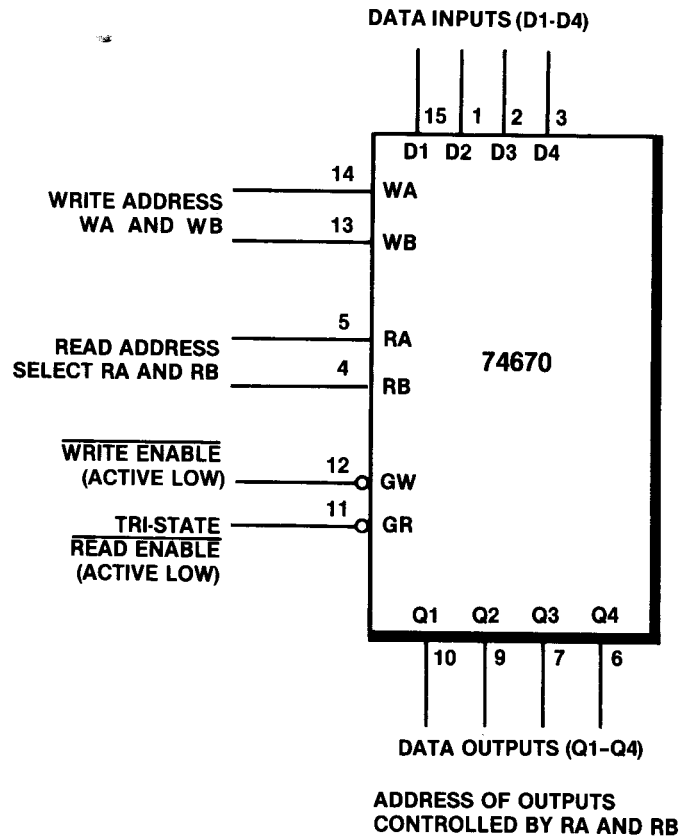 DATA INPUTS (D1-D4)
15 1 2 3
D1 D2 D3 D4
14 WA
WRITE ADDRESS
WA AND WB
13 WB
5 RA
READ ADDRESS
SELECT RA AND RB
4 RB
74670
WRITE ENABLE
(ACTIVE LOW)
12 GW
11 GR
TRI-STATE
READ ENABLE
(ACTIVE LOW)
Q1 Q2 Q3 Q4
10 9 7 6
DATA OUTPUTS (Q1-Q4)
ADDRESS OF OUTPUTS
CONTROLLED BY RA AND RB